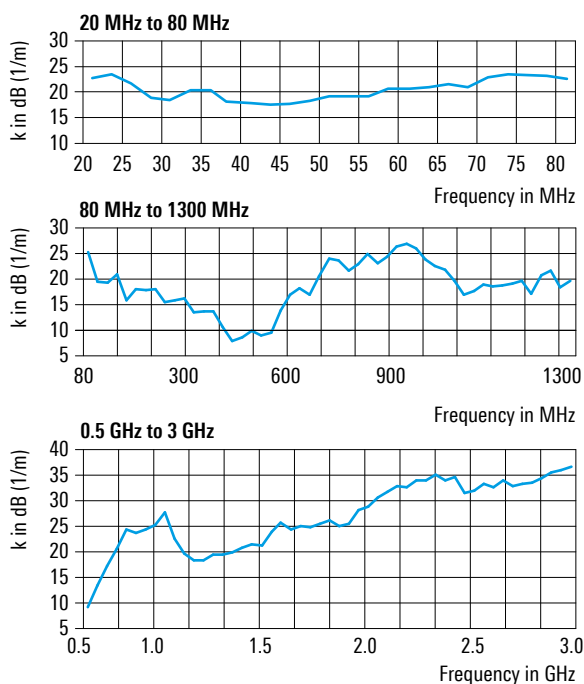 20 MHz to 80 MHz
k in dB (1/m)
30
25
20
15
10
20 25 30 35 40 45 50 55 60 65 70 75 80
Frequency in MHz
80 MHz to 1300 MHz
k in dB (1/m)
30
25
20
15
10
5
80 300 600 900 1300
Frequency in MHz
0.5 GHz to 3 GHz
k in dB (1/m)
40
35
30
25
20
15
10
5
0.5 1.0 1.5 2.0 2.5 3.0
Frequency in GHz